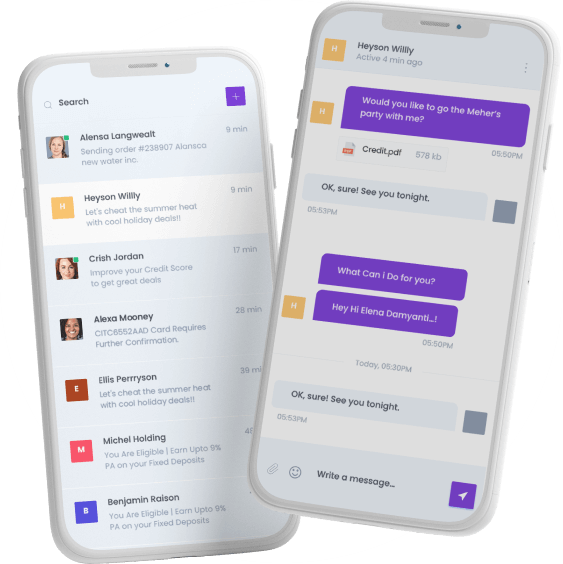 Search
+
Alensa Langwealt
9 min
Sending order #238907 Alonsca
new water inc.
H
Heyson Willly
9 min
Let's cheat the summer heat
with cool holiday deals!!
Crish Jordan
17 min
Improve your Credit Score
to get great deals
Alexa Mooney
28 min
CITC6552AAD Card Requires
Further Confirmation.
E
Ellis Perrryson
39 mi
Let's cheat the summer heat
with cool holiday deals!!
M
Michel Holding
You Are Eligible | Earn Upto 9%
PA on your Fixed Deposits
B
Benjamin Raison
You Are Eligible | Earn Upto 9%
PA on your Fixed Deposits
H
Heyson Willly
Active 4 min ago
H
Would you like to go the Meher's
party with me?
05:50PM
Credit.pdf
578 kb
OK, sure! See you tonight.
05:53PM
What Can i Do for you?
H
Hey Hi Elena Damyanti...!
05:50PM
Today, 05:30PM
OK, sure! See you tonight.
05:53PM
Write a message...